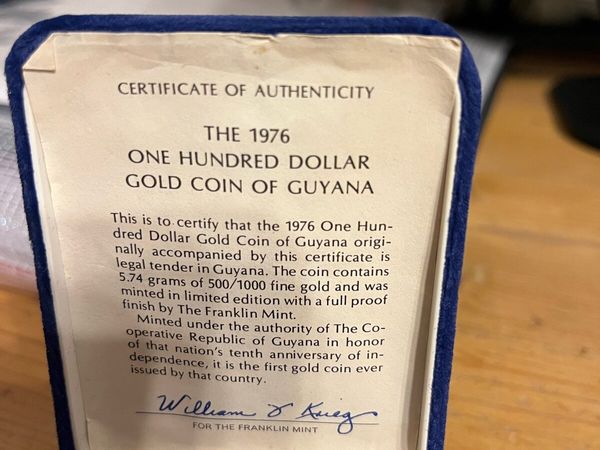 CERTIFICATE OF AUTHENTICITY
THE 1976
ONE HUNDRED DOLLAR
GOLD COIN OF GUYANA
This is to certify that the 1976 One Hun-
dred Dollar Gold Coin of Guyana origi-
nally accompanied by this certificate is
legal tender in Guyana. The coin contains
5.74 grams of 500/1000 fine gold and was
minted in limited edition with a full proof
finish by The Franklin Mint.
Minted under the authority of The Co-
operative Republic of Guyana in honor
of that nation's tenth anniversary of in-
dependence, it is the first gold coin ever
issued by that country.
William F Krieg
FOR THE FRANKLIN MINT